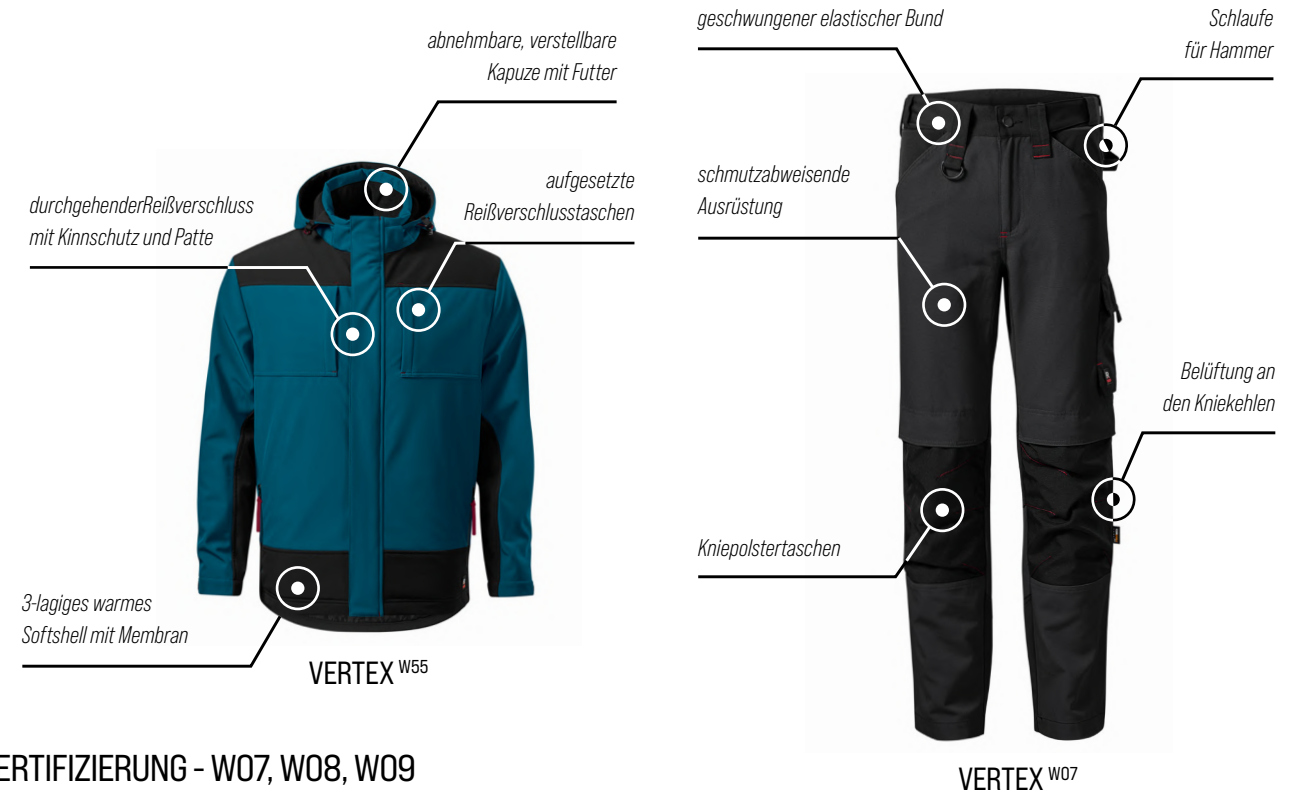 abnehmbare, verstellbare
Kapuze mit Futter
aufgesetzte
Reißverschlusstaschen
durchgehenderReißverschluss
mit Kinnschutz und Patte
3-lagiges warmes
Softshell mit Membran
VERTEX W55
geschwungener elastischer Bund
Schlaufe
für Hammer
schmutzabweisende
Ausrüstung
Belüftung an
den Kniekehlen
Kniepolstertaschen
VERTEX W07
ERTIFIZIERUNG - W07, W08, W09